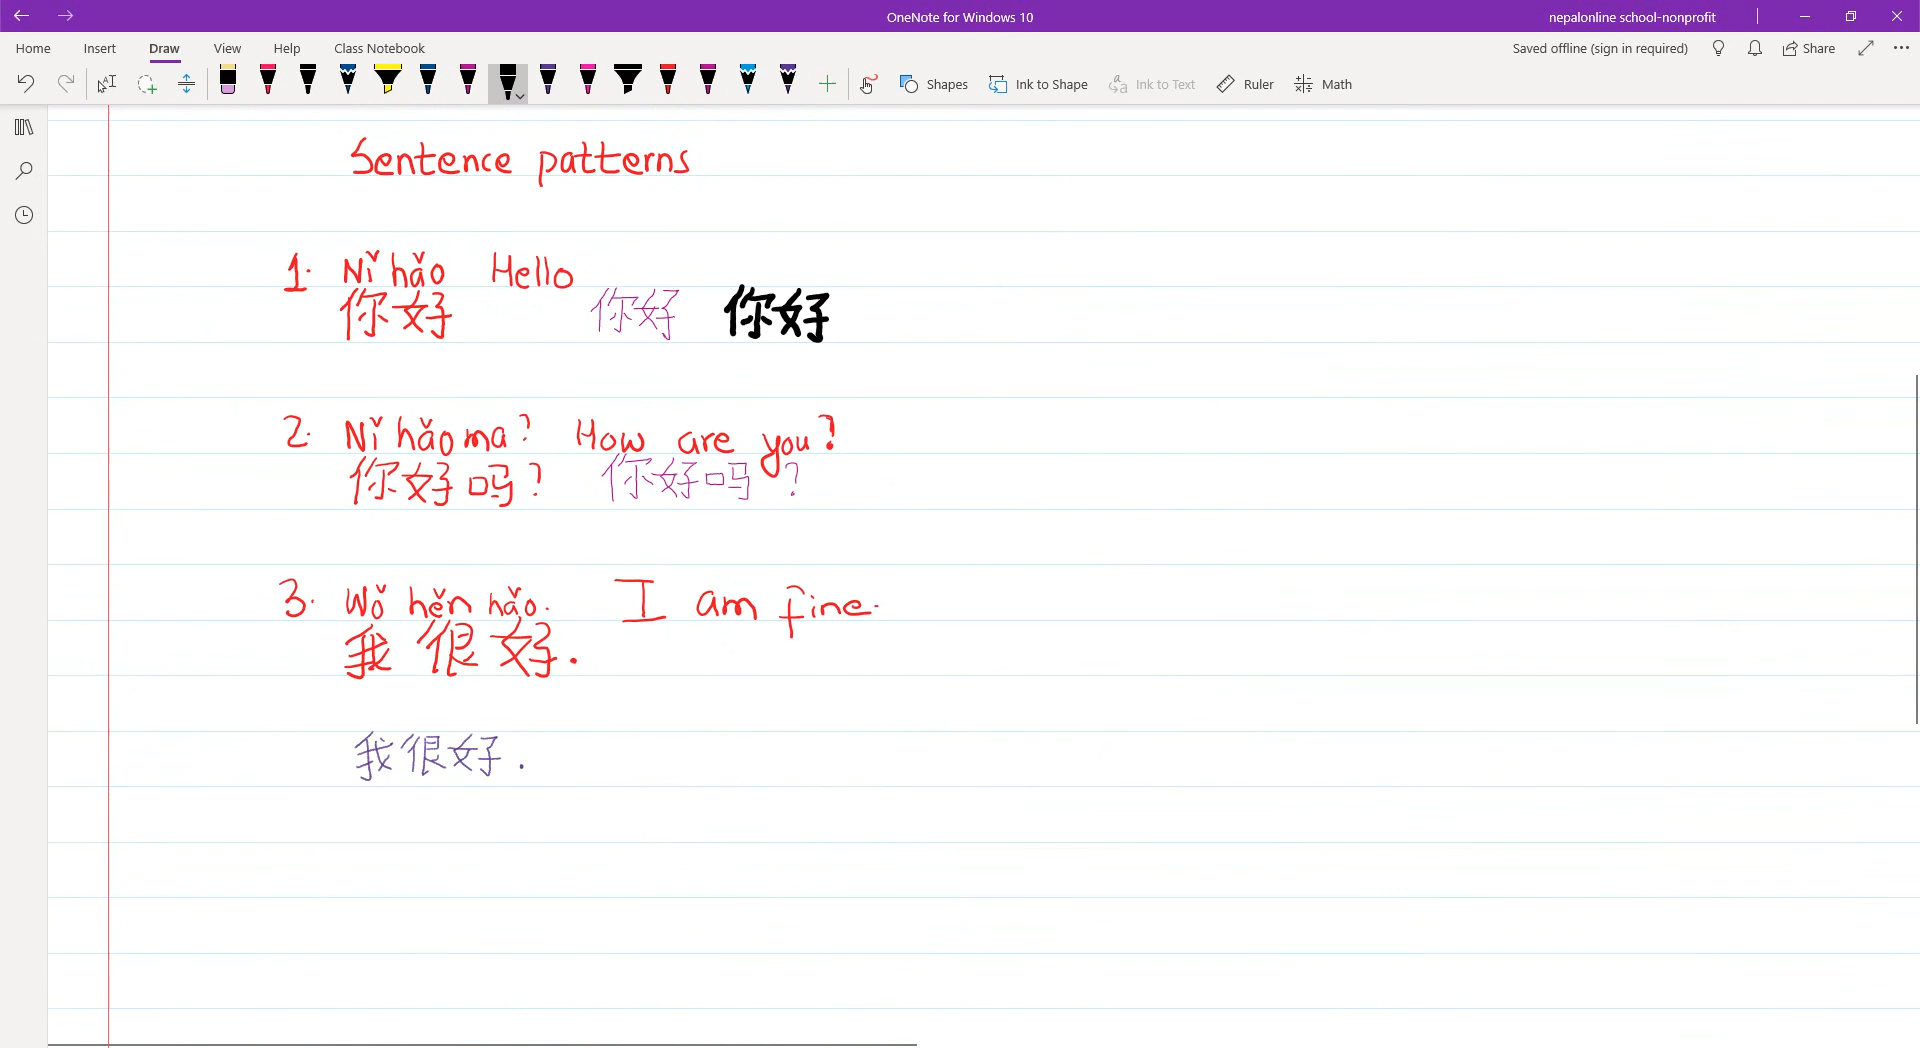 OneNote for Windows 10
nepalonline school-nonprofit
Home Insert Draw View Help Class Notebook
Saved offline (sign in required) Share
Shapes Ink to Shape Ink to Text Ruler Math
Sentence patterns
1. Nǐ hǎo Hello
你好 你好 你好
2. Nǐ hǎo ma? How are you?
你好吗? 你好吗?
3. Wǒ hěn hǎo. I am fine.
我很好.
我很好.